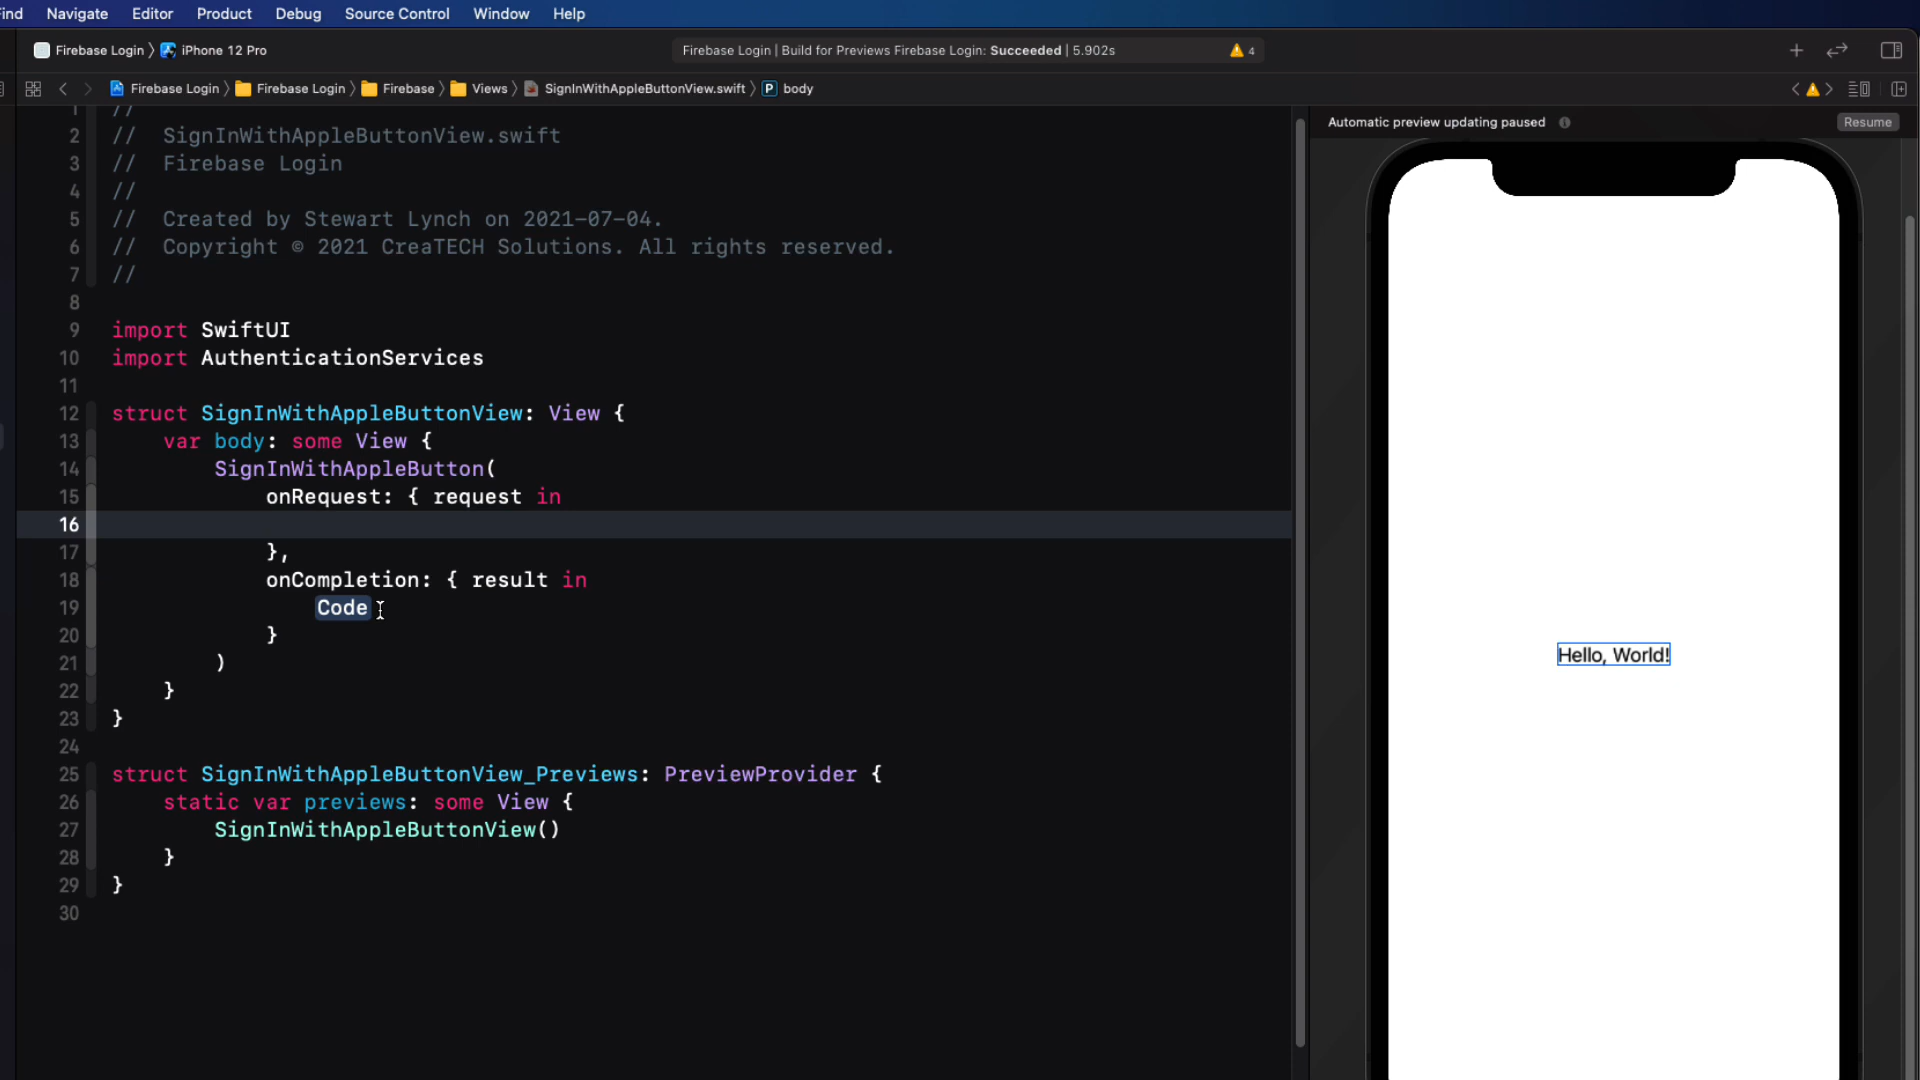 ind Navigate Editor Product Debug Source Control Window Help
Firebase Login 〉 iPhone 12 Pro
Firebase Login | Build for Previews Firebase Login: Succeeded | 5.902s
4
Firebase Login 〉 Firebase Login 〉 Firebase 〉 Views 〉 SignInWithAppleButtonView.swift 〉 P body
Automatic preview updating paused
Resume
1 //
2 //  SignInWithAppleButtonView.swift
3 //  Firebase Login
4 //
5 //  Created by Stewart Lynch on 2021-07-04.
6 //  Copyright © 2021 CreaTECH Solutions. All rights reserved.
7 //
8
9 import SwiftUI
10 import AuthenticationServices
11
12 struct SignInWithAppleButtonView: View {
13     var body: some View {
14         SignInWithAppleButton(
15             onRequest: { request in
16
17             },
18             onCompletion: { result in
19                 Code
20             }
21         )
22     }
23 }
24
25 struct SignInWithAppleButtonView_Previews: PreviewProvider {
26     static var previews: some View {
27         SignInWithAppleButtonView()
28     }
29 }
30
Hello, World!